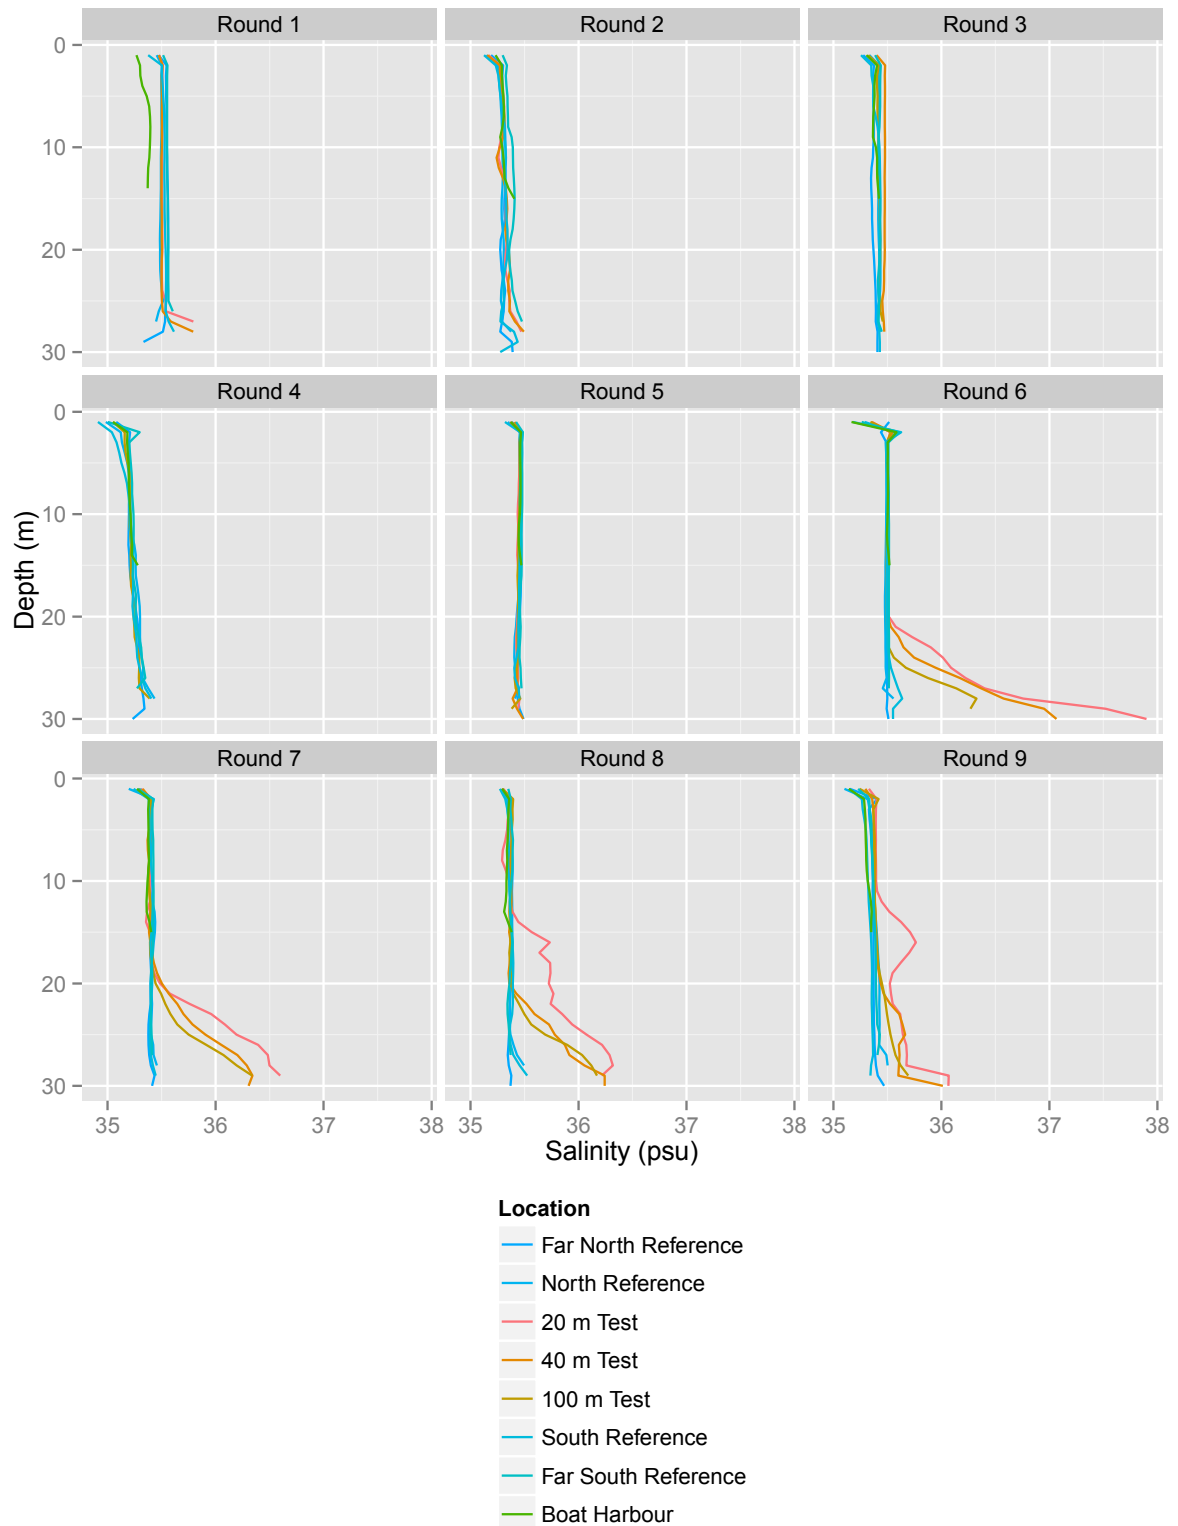 Round 1 Round 2 Round 3
0
10
20
30
Round 4 Round 5 Round 6
0
10
20
30
Depth (m)
Round 7 Round 8 Round 9
0
10
20
30
35 36 37 38 35 36 37 38 35 36 37 38
Salinity (psu)
Location
Far North Reference
North Reference
20 m Test
40 m Test
100 m Test
South Reference
Far South Reference
Boat Harbour